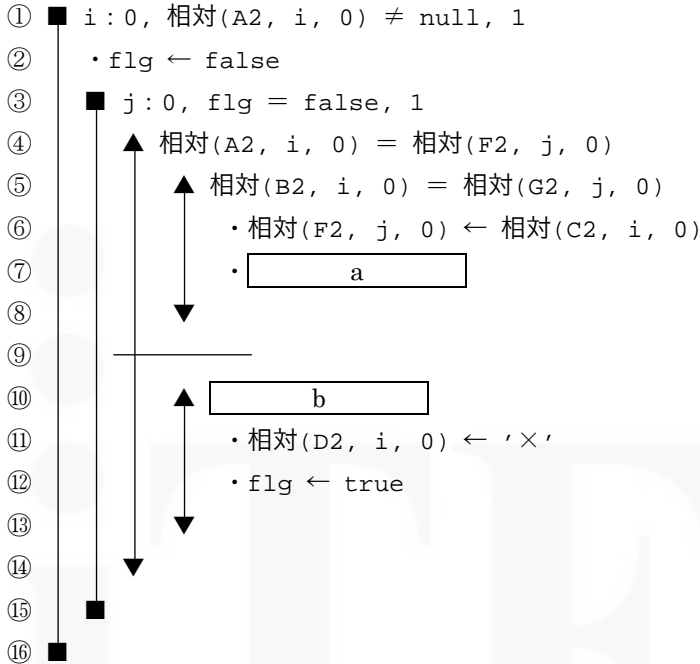 ① ■ i:0, 相対(A2, i, 0) ≠ null, 1
② ・flg ← false
③ ■ j:0, flg = false, 1
④ ▲ 相対(A2, i, 0) = 相対(F2, j, 0)
⑤ ▲ 相対(B2, i, 0) = 相対(G2, j, 0)
⑥ ・相対(F2, j, 0) ← 相対(C2, i, 0)
⑦ ・ a
⑧ ▼
⑨
⑩ ▲ b
⑪ ・相対(D2, i, 0) ← '×'
⑫ ・flg ← true
⑬ ▼
⑭ ▼
⑮ ■
⑯ ■